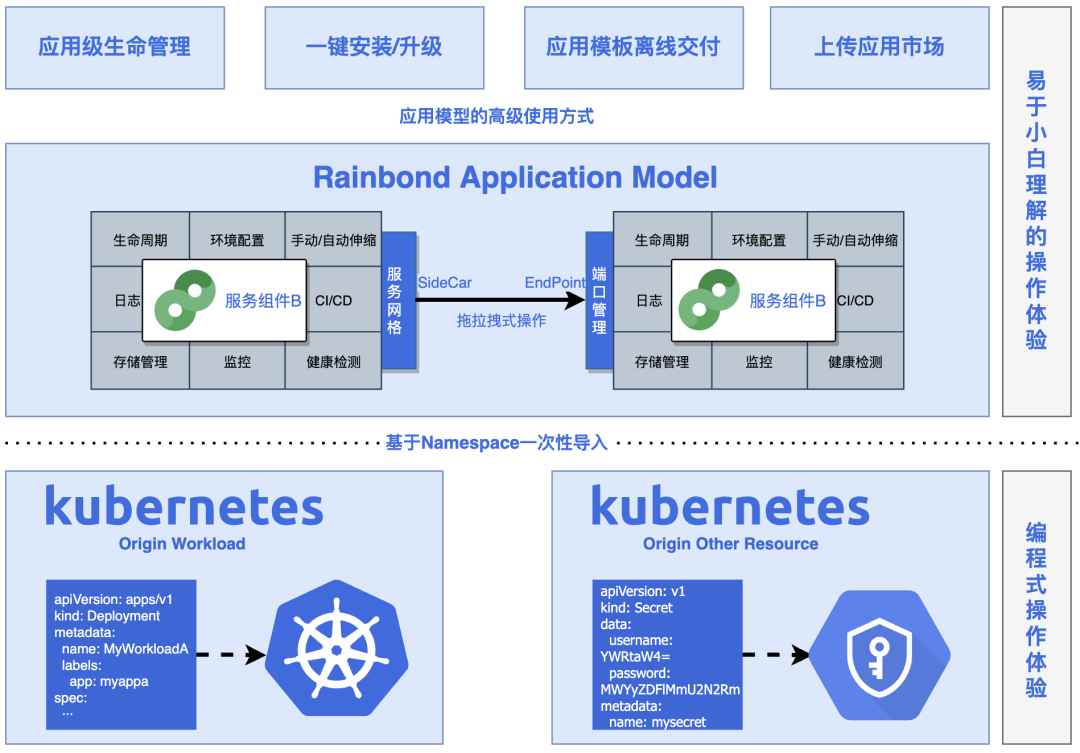 应用级生命管理
一键安装/升级
应用模板离线交付
上传应用市场
应用模型的高级使用方式
易于小白理解的操作体验
Rainbond Application Model
生命周期
环境配置
手动/自动伸缩
日志
服务组件B
CI/CD
存储管理
监控
健康检测
服务网格
SideCar
EndPoint
拖拉拽式操作
端口管理
生命周期
环境配置
手动/自动伸缩
日志
服务组件B
CI/CD
存储管理
监控
健康检测
基于Namespace一次性导入
kubernetes
Origin Workload
apiVersion: apps/v1
kind: Deployment
metadata:
name: MyWorkloadA
labels:
app: myappa
spec:
...
kubernetes
Origin Other Resource
apiVersion: v1
kind: Secret
data:
username:
YWRtaW4=
password:
MWYyZDFlMmU2N2Rm
metadata:
name: mysecret
编程式操作体验